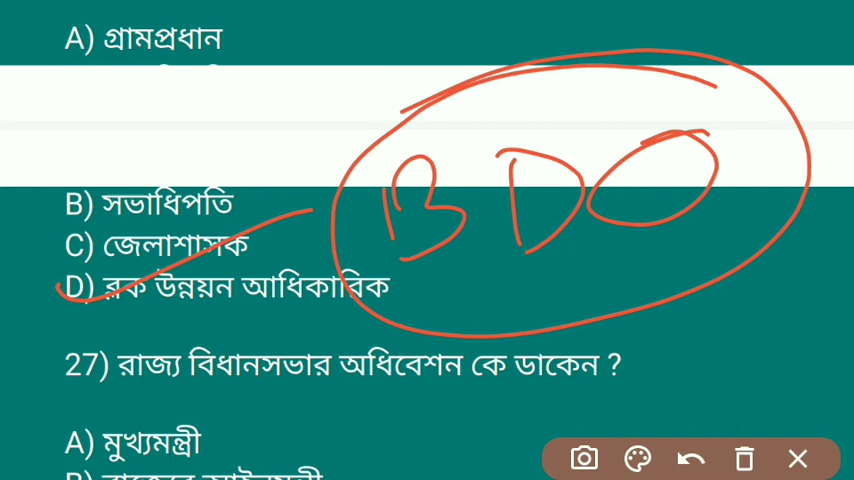 A) গ্রামপ্রধান
BDO
B) সভাধিপতি
C) জেলাশাসক
D) ব্লক উন্নয়ন আধিকারিক
27) রাজ্য বিধানসভার অধিবেশন কে ডাকেন ?
A) মুখ্যমন্ত্রী